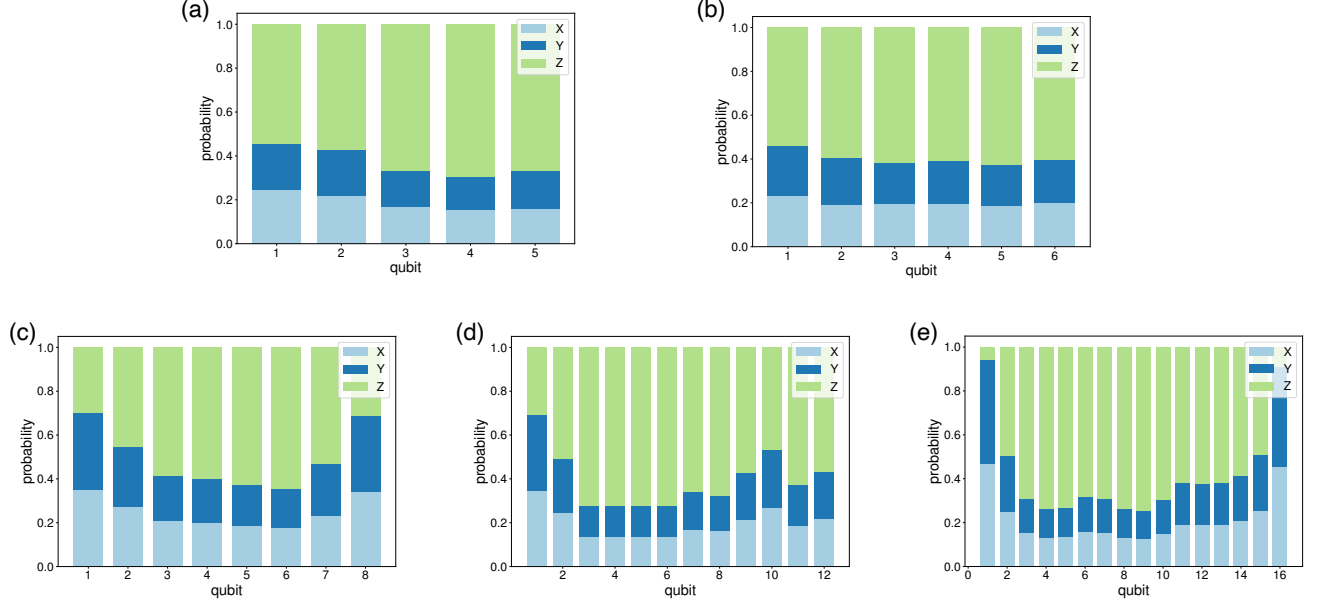 (a)
1.0
0.8
0.6
0.4
0.2
0.0
probability
X
Y
Z
1 2 3 4 5
qubit
(b)
1.0
0.8
0.6
0.4
0.2
0.0
probability
X
Y
Z
1 2 3 4 5 6
qubit
(c)
1.0
0.8
0.6
0.4
0.2
0.0
probability
X
Y
Z
1 2 3 4 5 6 7 8
qubit
(d)
1.0
0.8
0.6
0.4
0.2
0.0
probability
X
Y
Z
2 4 6 8 10 12
qubit
(e)
1.0
0.8
0.6
0.4
0.2
0.0
probability
X
Y
Z
0 2 4 6 8 10 12 14 16
qubit